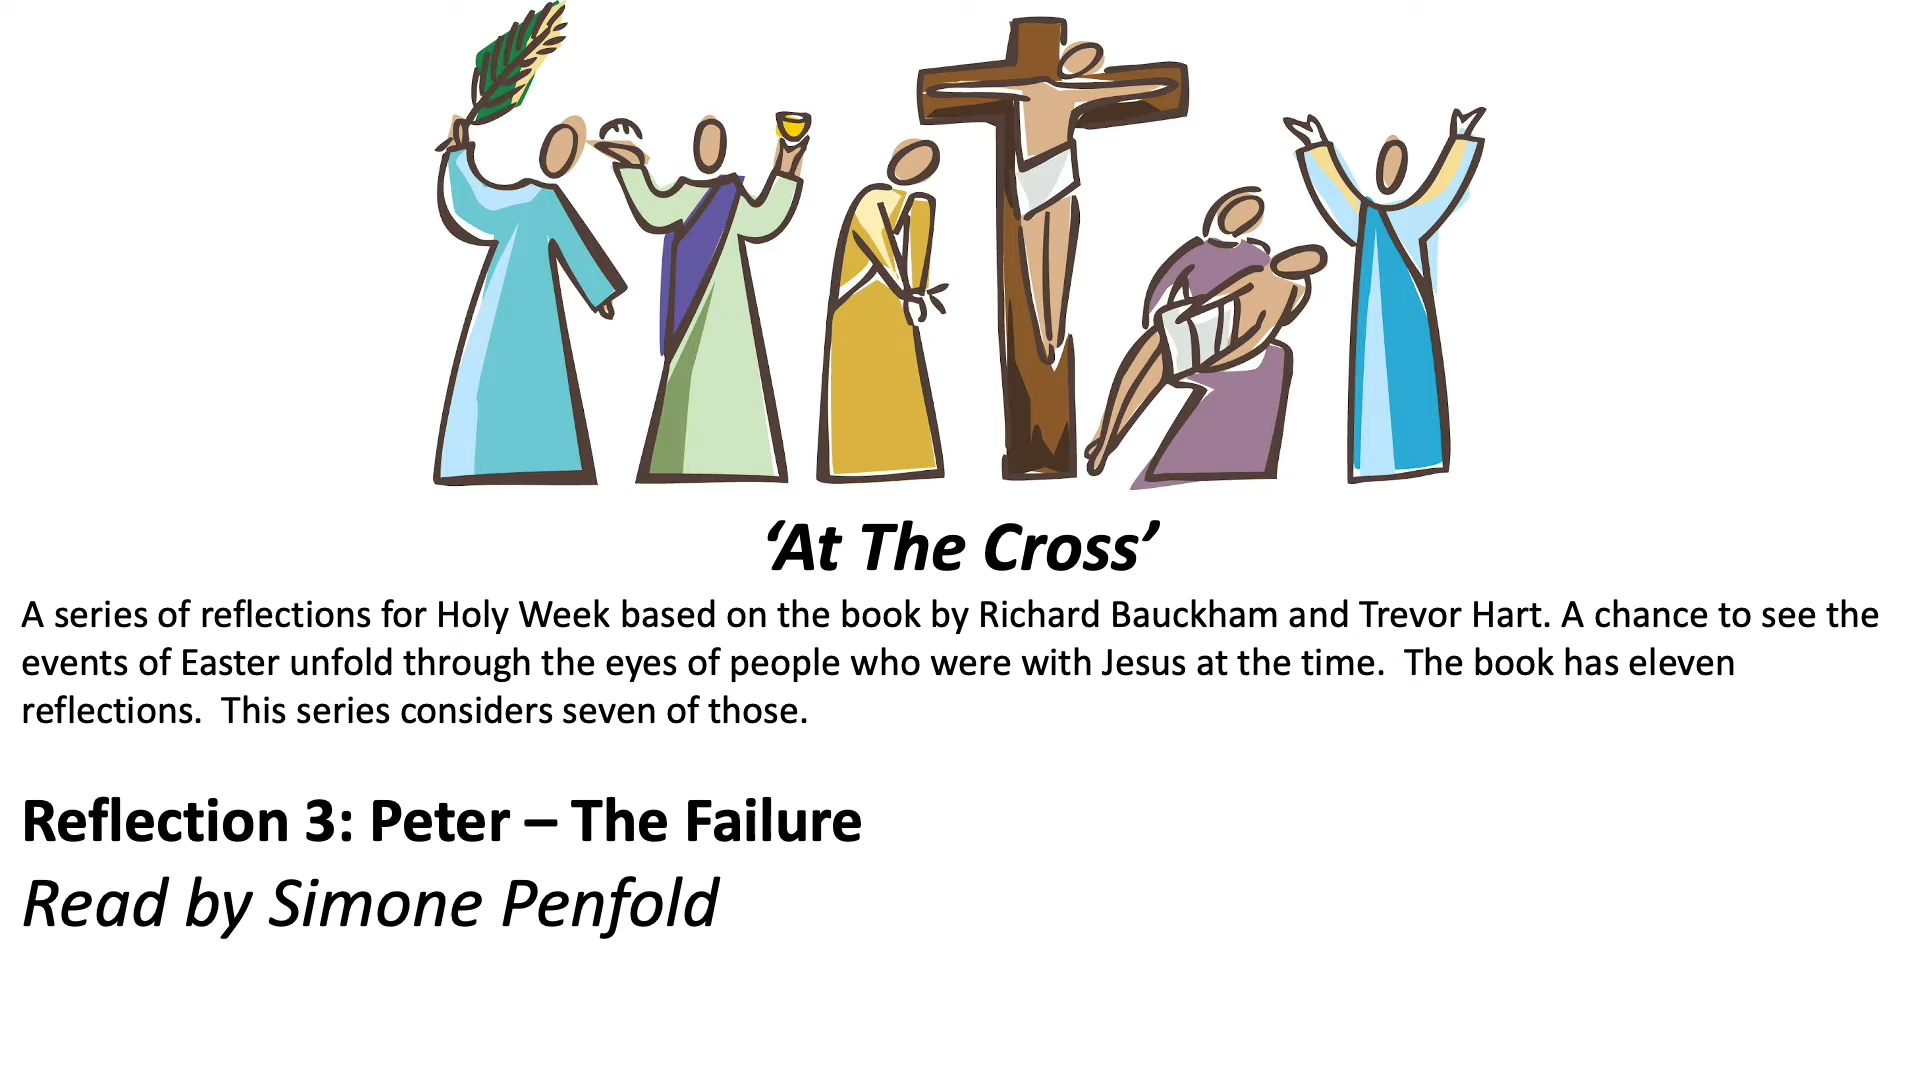 ‘At The Cross’
A series of reflections for Holy Week based on the book by Richard Bauckham and Trevor Hart. A chance to see the
events of Easter unfold through the eyes of people who were with Jesus at the time.  The book has eleven
reflections.  This series considers seven of those.
Reflection 3: Peter – The Failure
Read by Simone Penfold